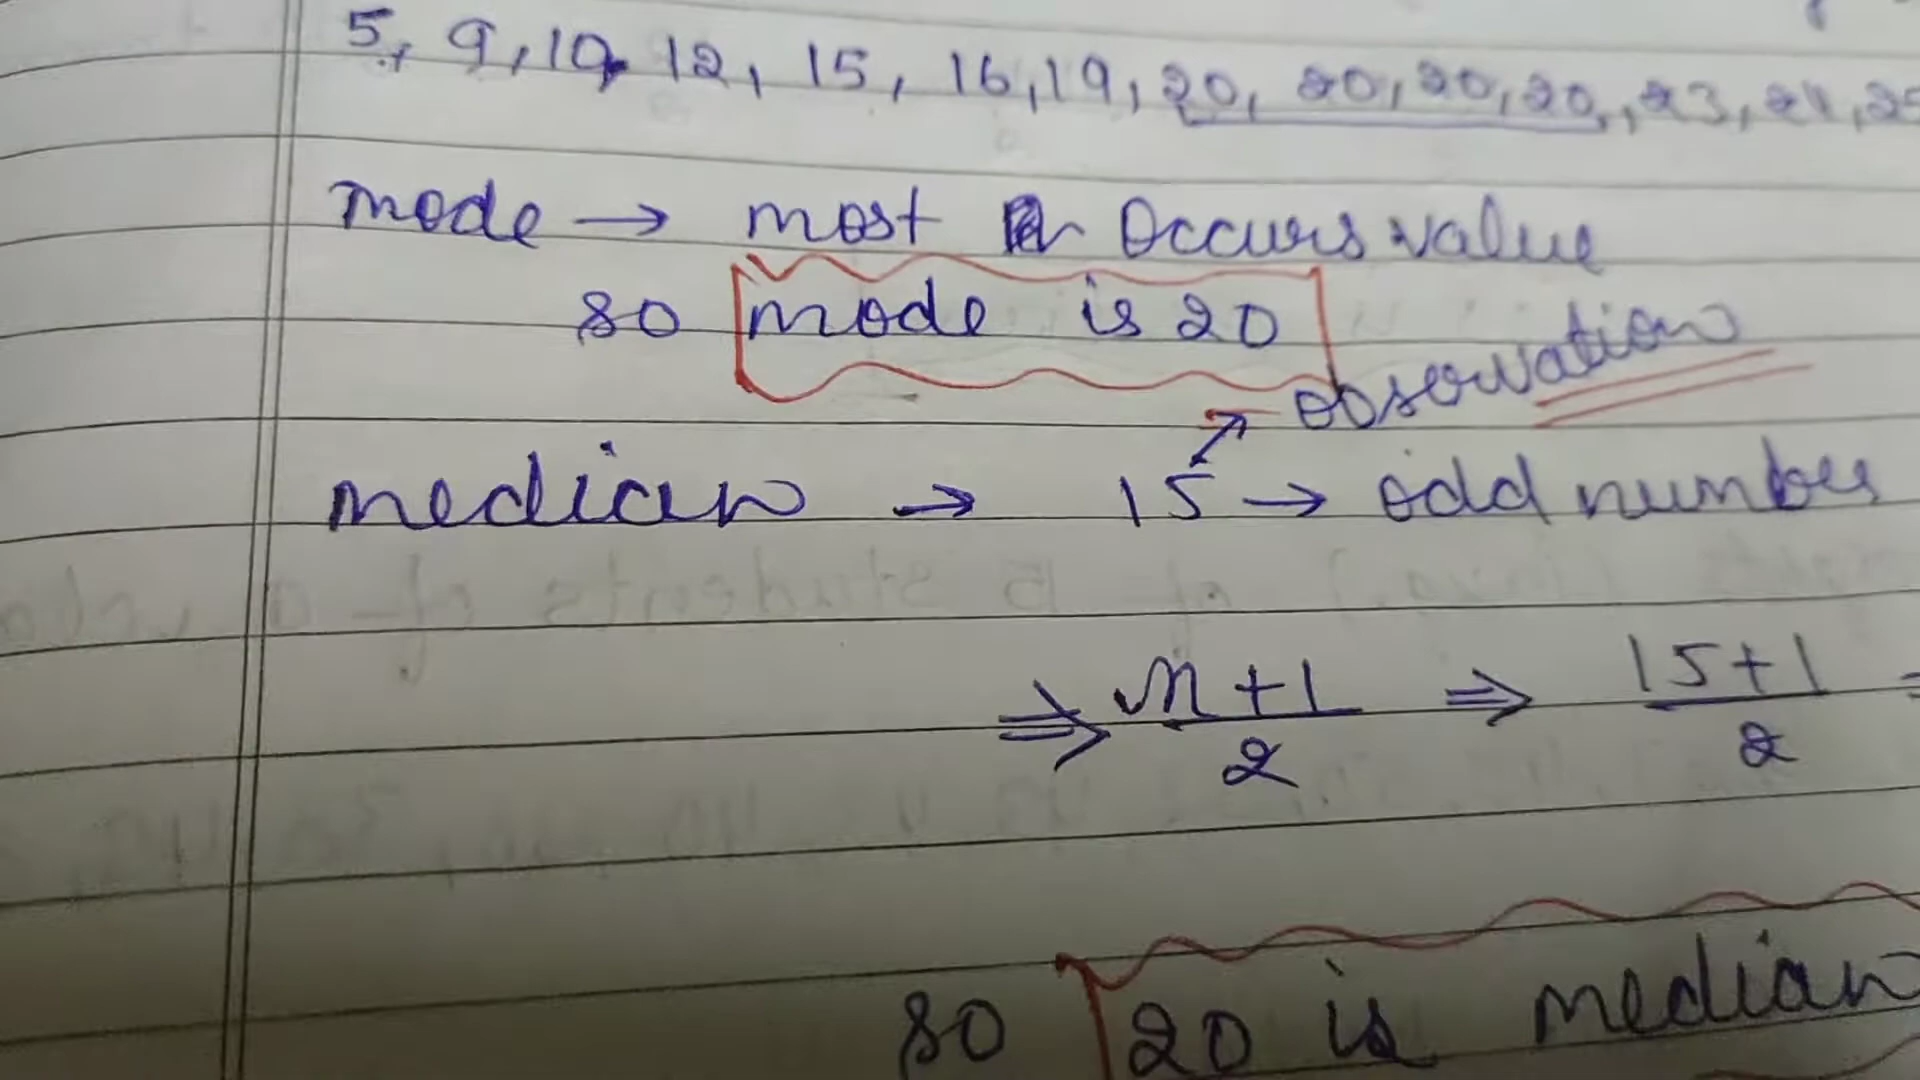 5, 9, 10, 12, 15, 16, 19, 20, 20, 20, 20, 23, 24, 25
mode → most occurs value
so mode is 20
observation
median → 15 → odd number
⇒ n+1/2 ⇒ 15+1/2 =
so 20 is median